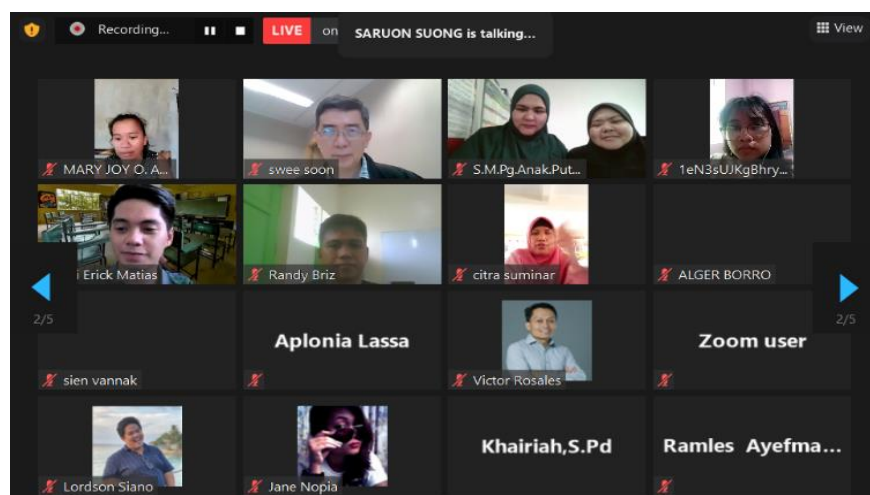 Recording...
LIVE on
SARUON SUONG is talking...
View
MARY JOY O. A...
swee soon
S.M.Pg.Anak.Put...
1eN3sUJKgBhry...
Erick Matias
Randy Briz
citra suminar
ALGER BORRO
2/5
2/5
sien vannak
Aplonia Lassa
Victor Rosales
Zoom user
Lordson Siano
Jane Nopia
Khairiah,S.Pd
Ramles Ayefma...